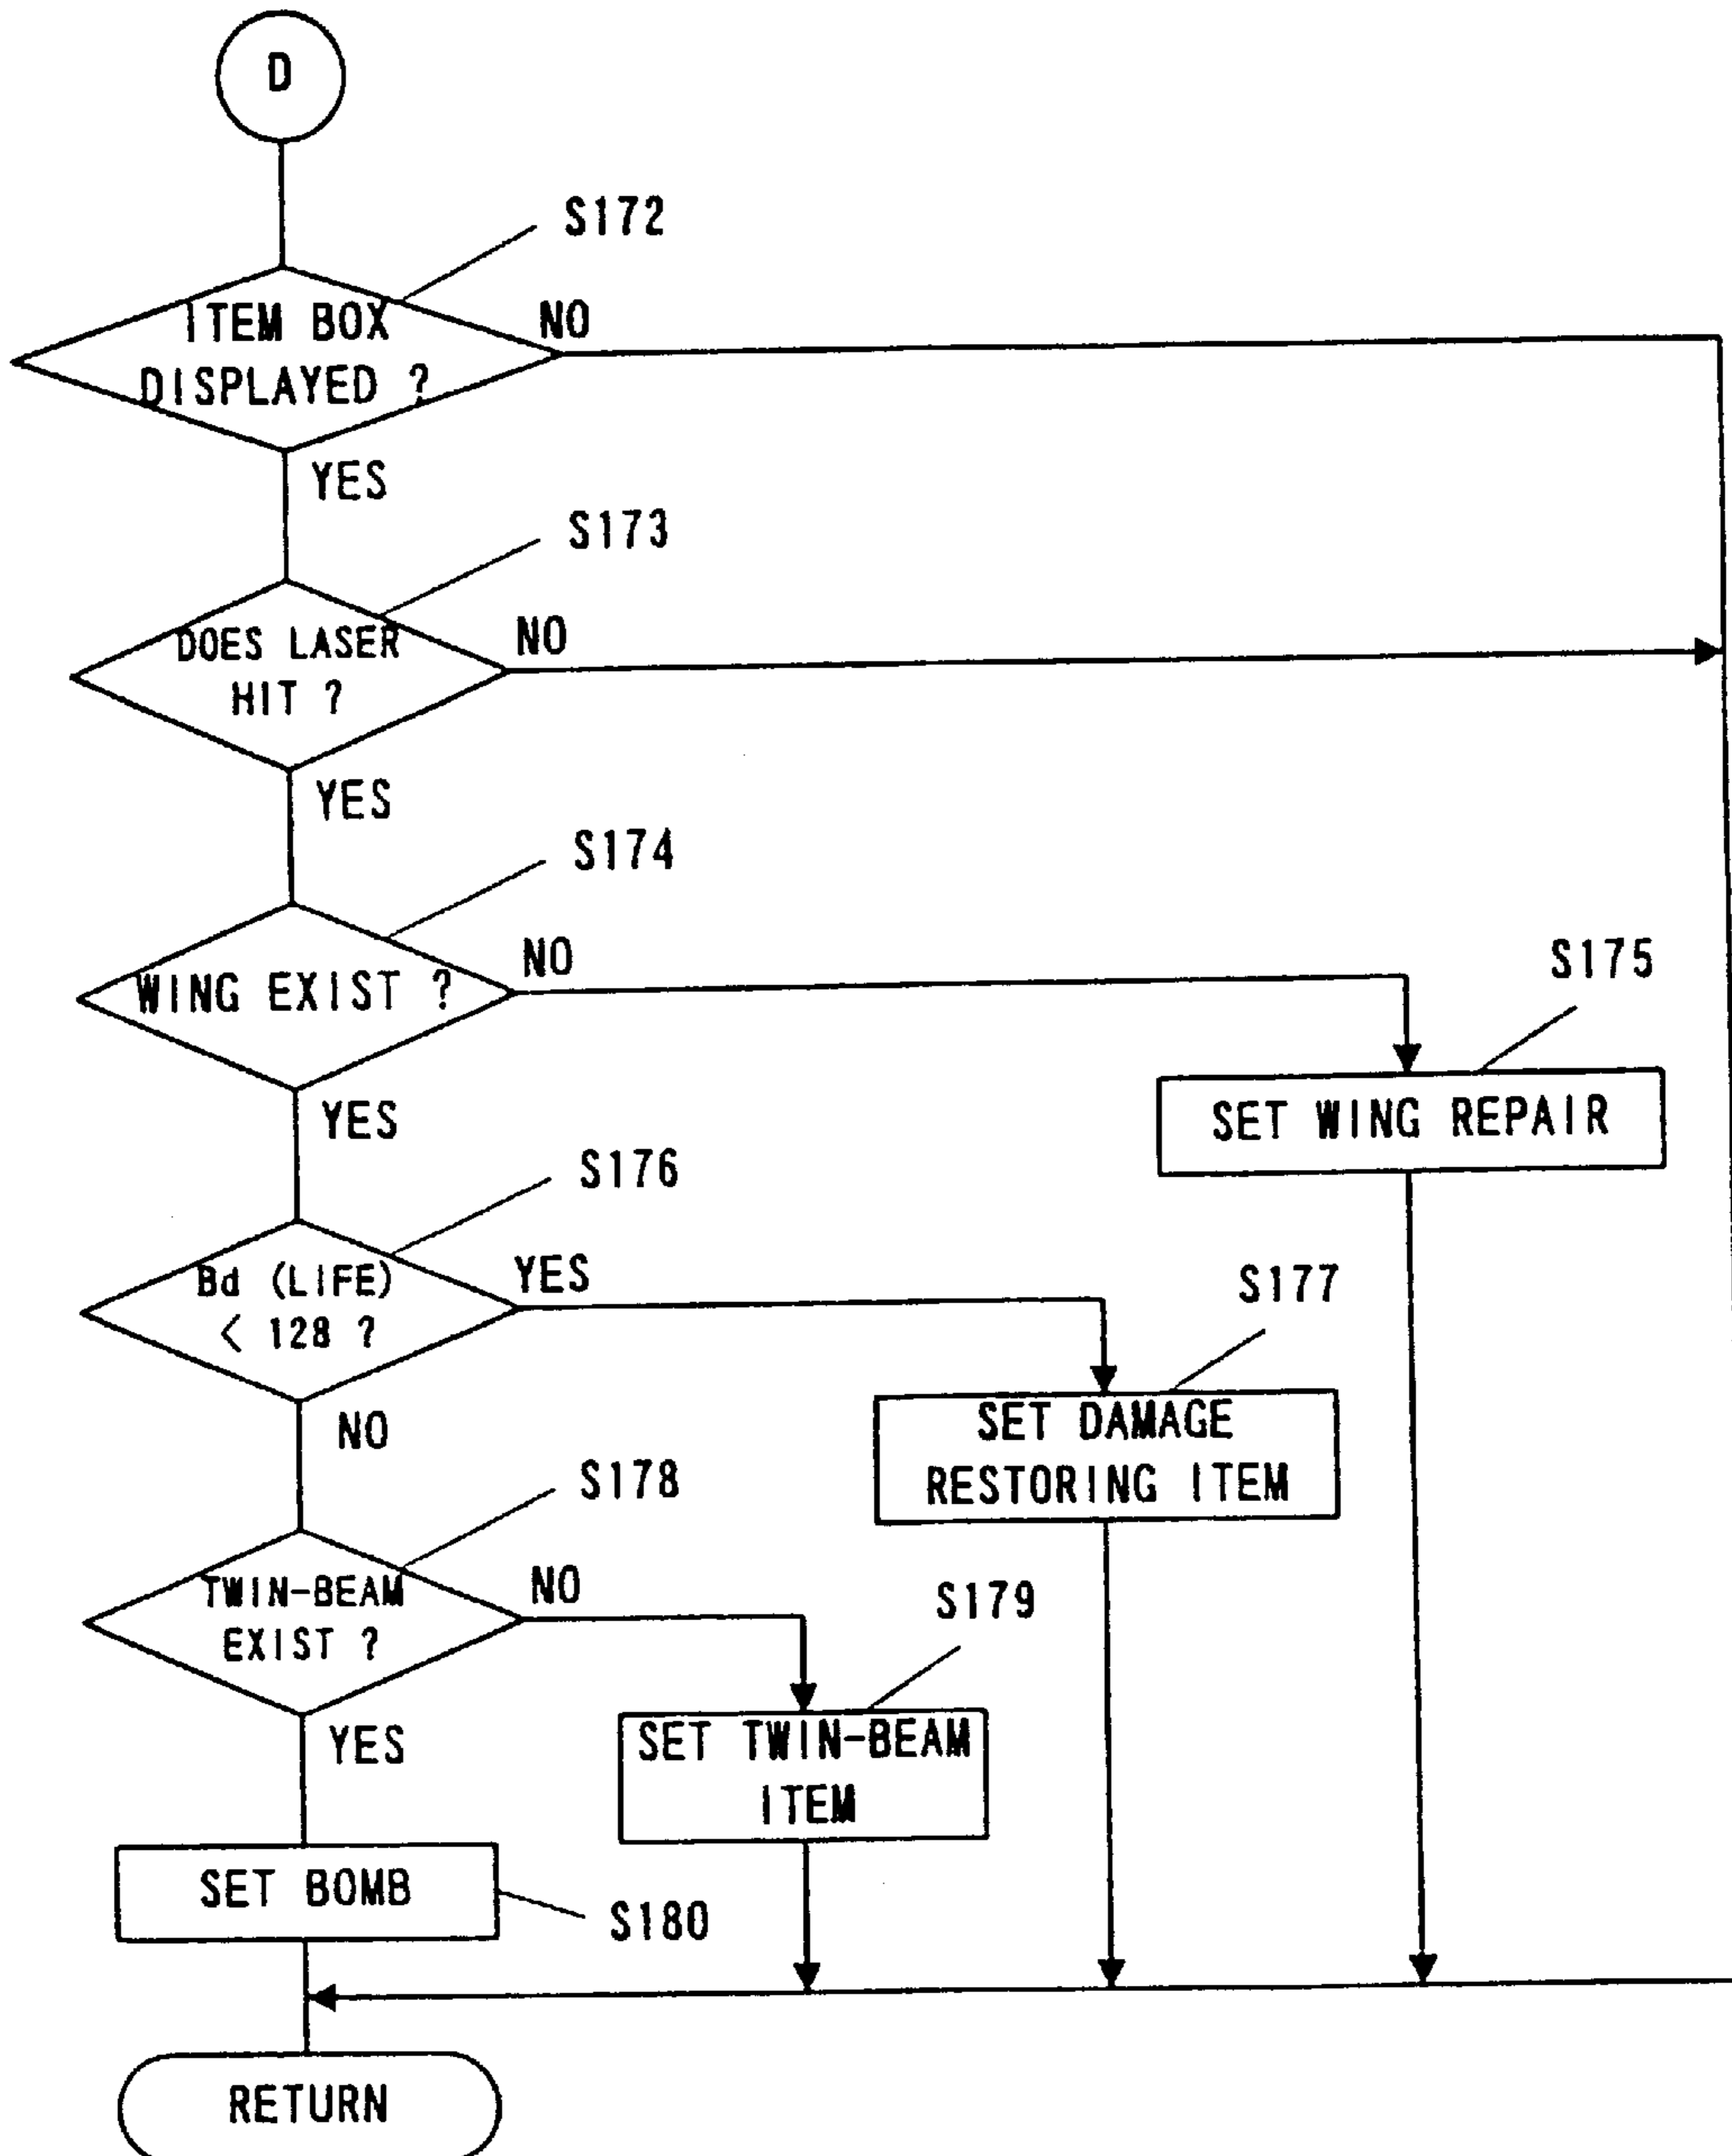 D
S172
ITEM BOX
DISPLAYED ?
NO
YES
S173
DOES LASER
HIT ?
NO
YES
S174
WING EXIST ?
NO
S175
SET WING REPAIR
YES
S176
Bd (LIFE)
< 128 ?
YES
S177
SET DAMAGE
RESTORING ITEM
NO
S178
TWIN-BEAM
EXIST ?
NO
S179
SET TWIN-BEAM
ITEM
YES
SET BOMB
S180
RETURN